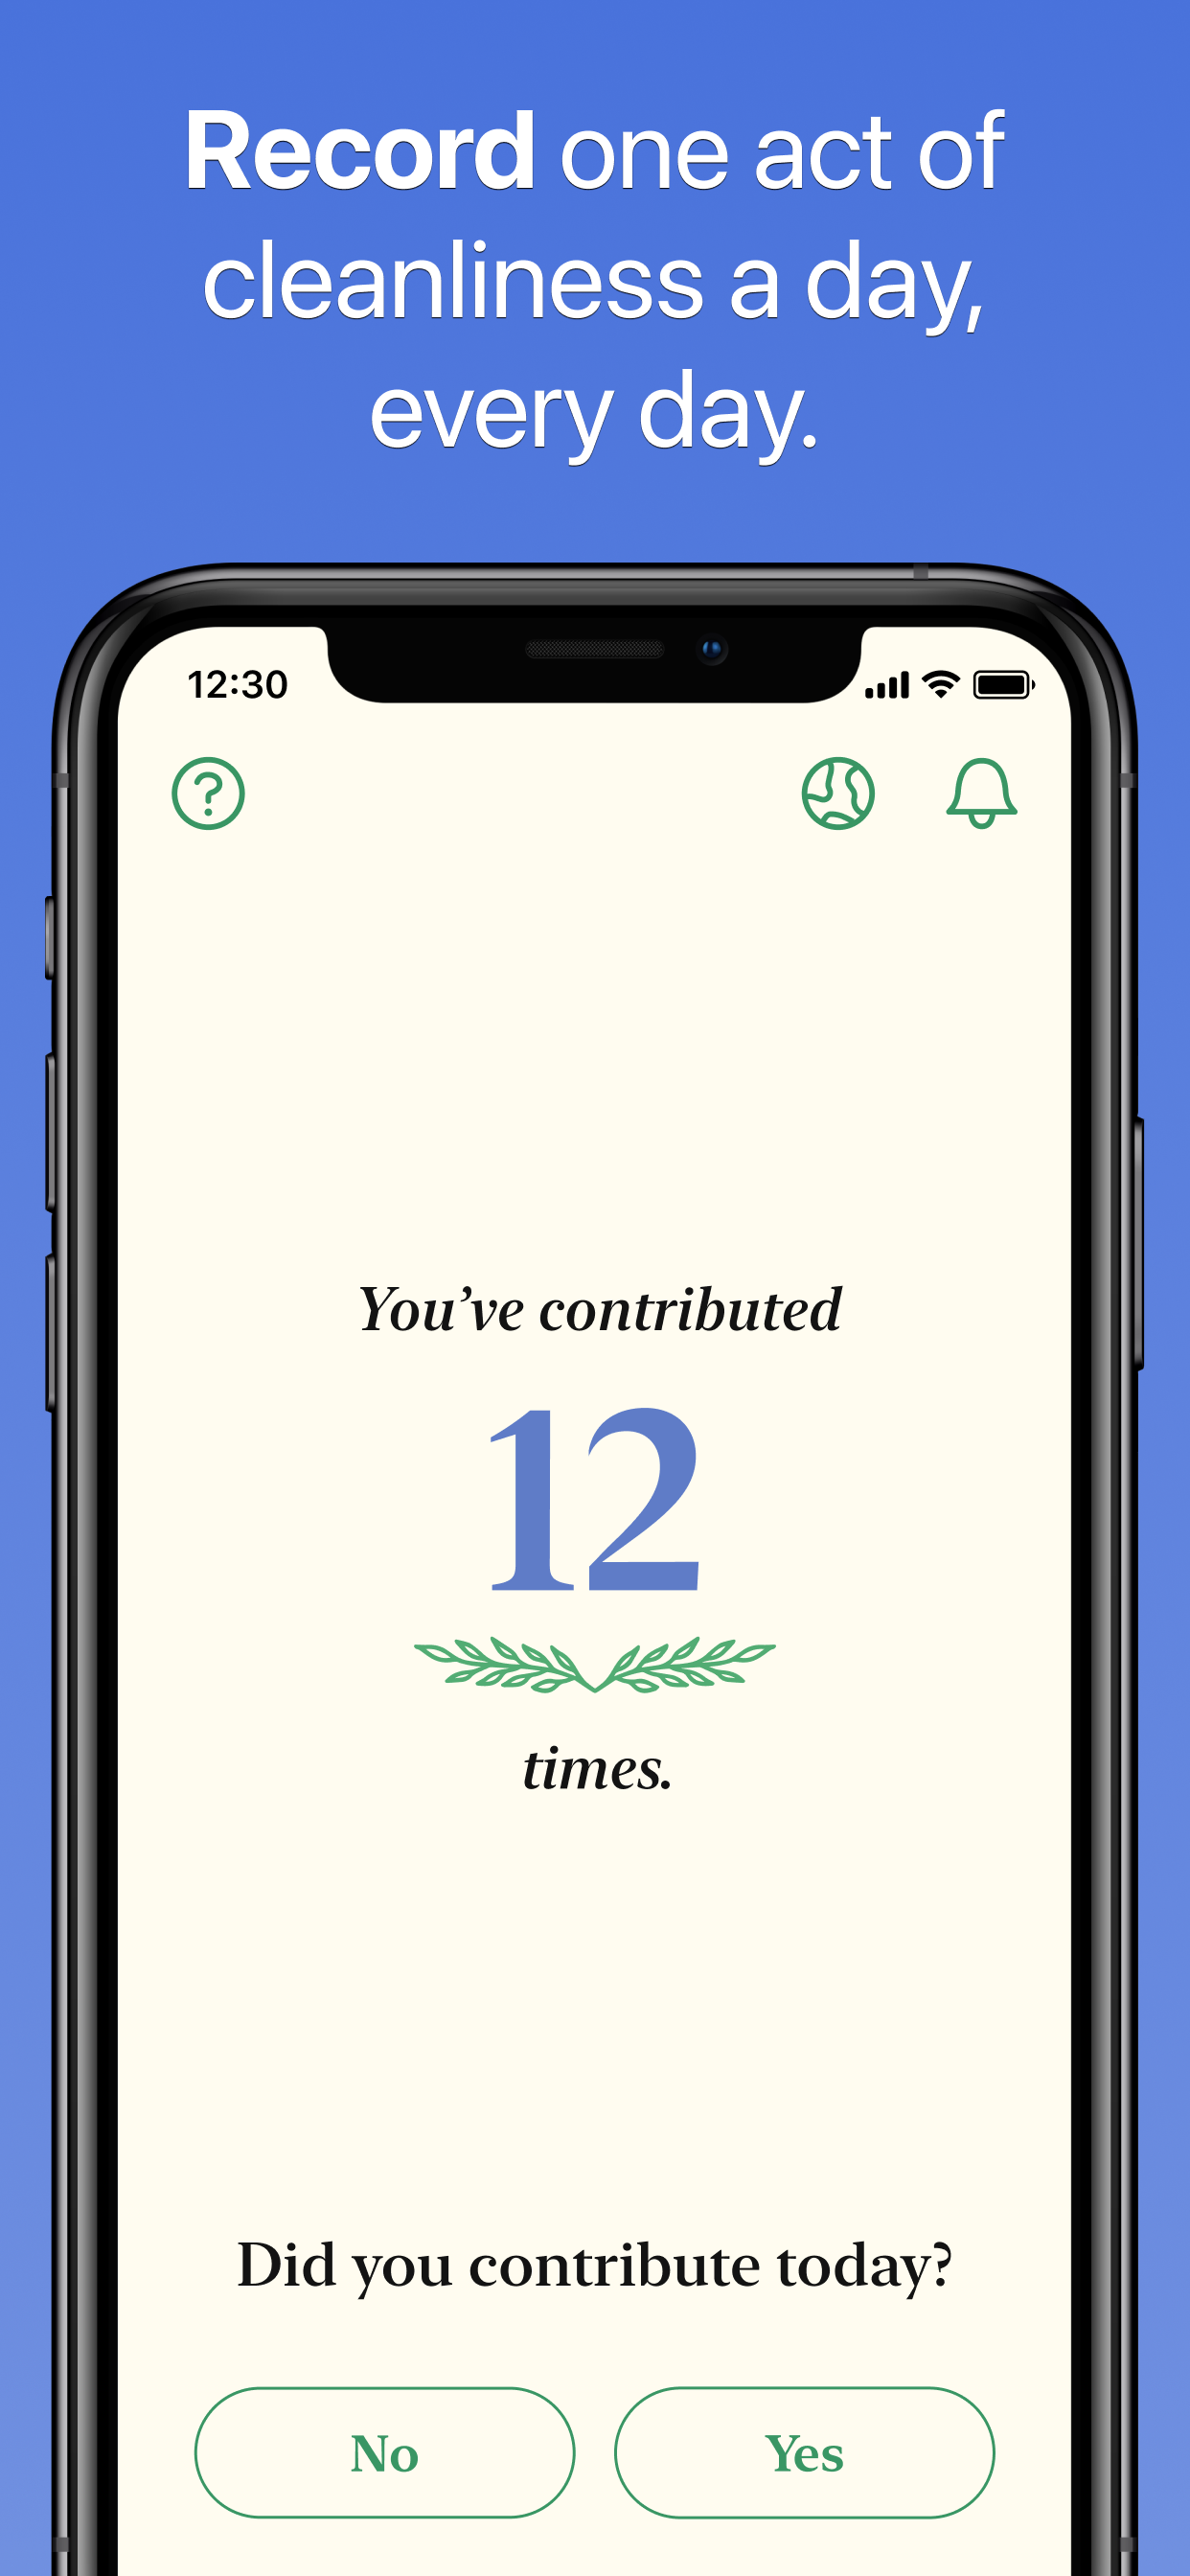 Record one act of
cleanliness a day,
every day.
12:30
You’ve contributed
12
times.
Did you contribute today?
No
Yes